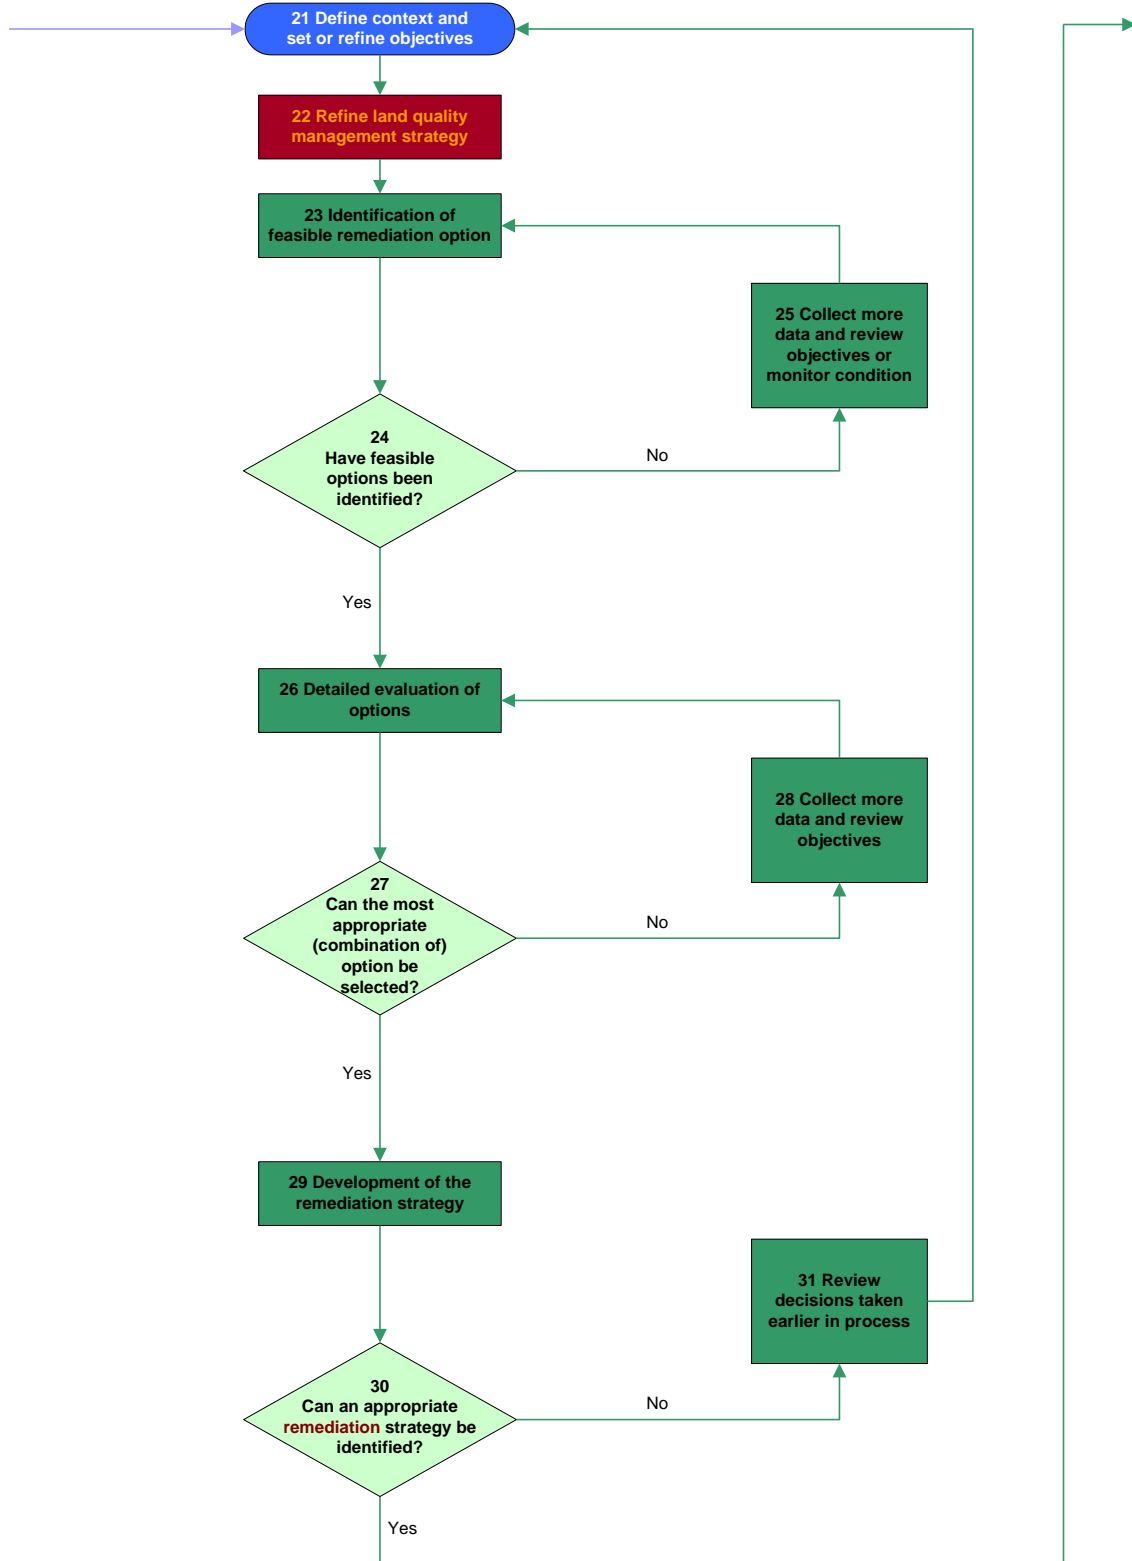 21 Define context and
set or refine objectives
22 Refine land quality
management strategy
23 Identification of
feasible remediation option
25 Collect more
data and review
objectives or
monitor condition
24
Have feasible
options been
identified?
No
Yes
26 Detailed evaluation of
options
28 Collect more
data and review
objectives
27
Can the most
appropriate
(combination of)
option be
selected?
No
Yes
29 Development of the
remediation strategy
31 Review
decisions taken
earlier in process
30
Can an appropriate
remediation strategy be
identified?
No
Yes